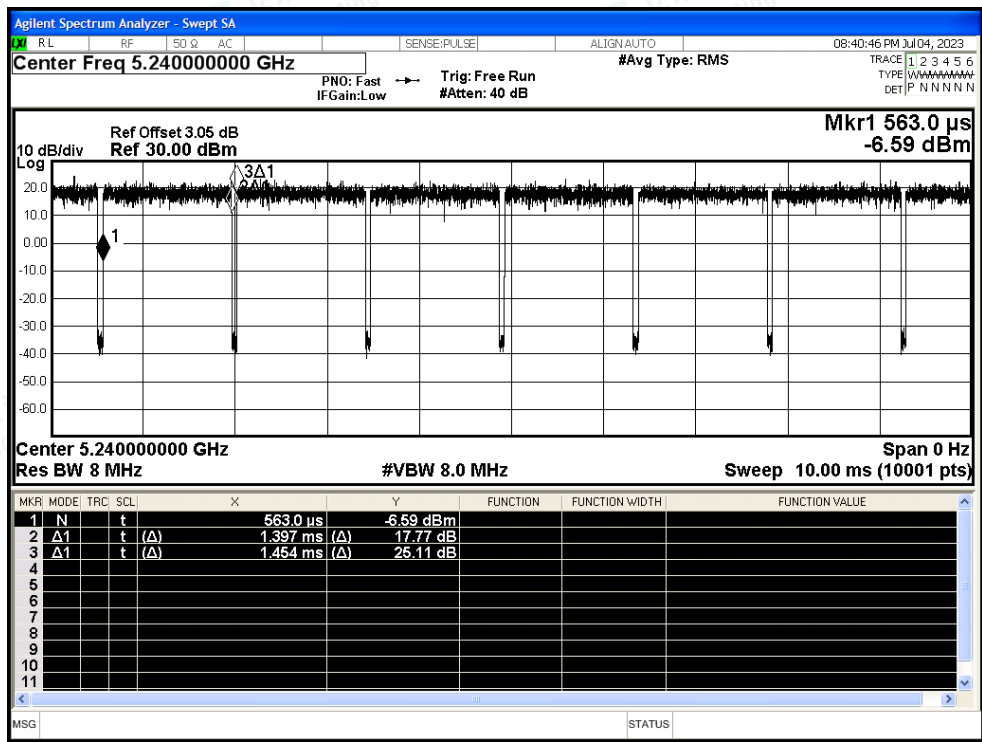 Agilent Spectrum Analyzer - Swept SA
LXI RL RF 50 Ω AC SENSE:PULSE ALIGN AUTO 08:40:46 PM Jul 04, 2023
Center Freq 5.240000000 GHz #Avg Type: RMS TRACE 1 2 3 4 5 6
PNO: Fast Trig: Free Run TYPE
IFGain:Low #Atten: 40 dB DET P N N N N N
Mkr1 563.0 µs
Ref Offset 3.05 dB
10 dB/div Ref 30.00 dBm -6.59 dBm
Log
3Δ1
20.0
10.0
0.00
1
-10.0
-20.0
-30.0
-40.0
-50.0
-60.0
Center 5.240000000 GHz Span 0 Hz
Res BW 8 MHz #VBW 8.0 MHz Sweep 10.00 ms (10001 pts)
MKR MODE TRC SCL X Y FUNCTION FUNCTION WIDTH FUNCTION VALUE
1 N t 563.0 µs -6.59 dBm
2 Δ1 t (Δ) 1.397 ms (Δ) 17.77 dB
3 Δ1 t (Δ) 1.454 ms (Δ) 25.11 dB
4
5
6
7
8
9
10
11
MSG STATUS